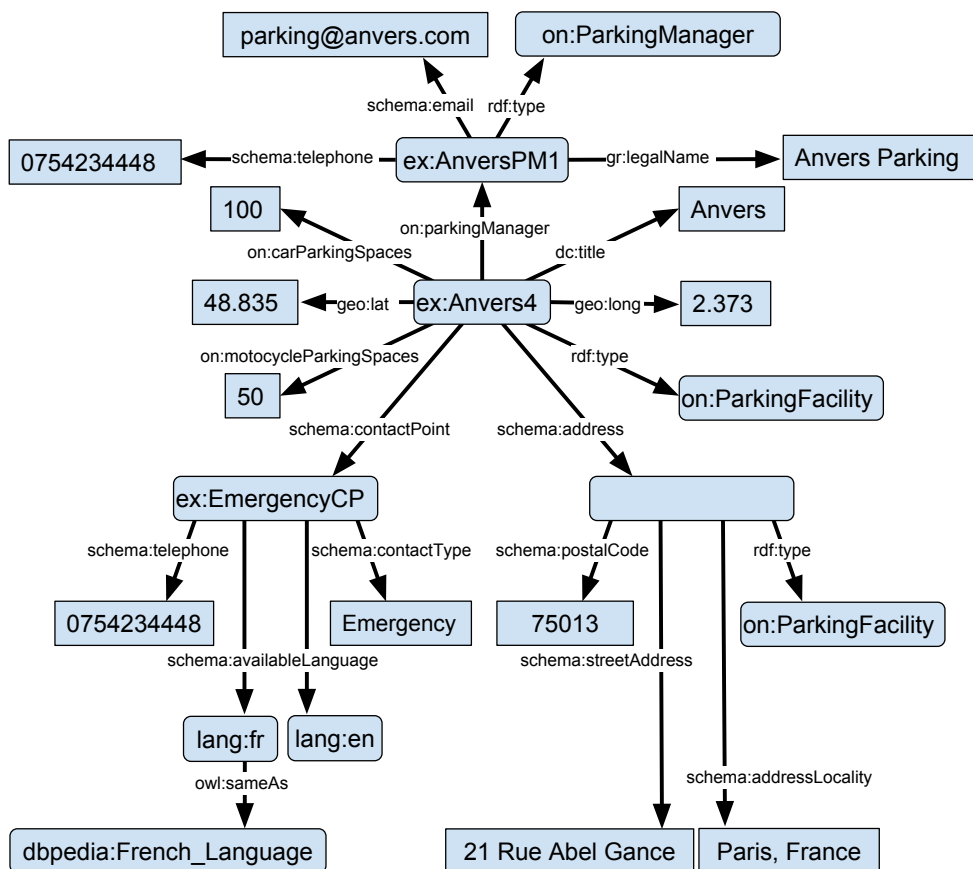 parking@anvers.com
on:ParkingManager
schema:email
rdf:type
0754234448
schema:telephone
ex:AnversPM1
gr:legalName
Anvers Parking
100
on:parkingManager
Anvers
on:carParkingSpaces
dc:title
48.835
geo:lat
ex:Anvers4
geo:long
2.373
on:motocycleParkingSpaces
rdf:type
50
on:ParkingFacility
schema:contactPoint
schema:address
ex:EmergencyCP
schema:telephone
schema:contactType
schema:postalCode
rdf:type
0754234448
Emergency
75013
on:ParkingFacility
schema:availableLanguage
schema:streetAddress
lang:fr
lang:en
owl:sameAs
schema:addressLocality
dbpedia:French_Language
21 Rue Abel Gance
Paris, France